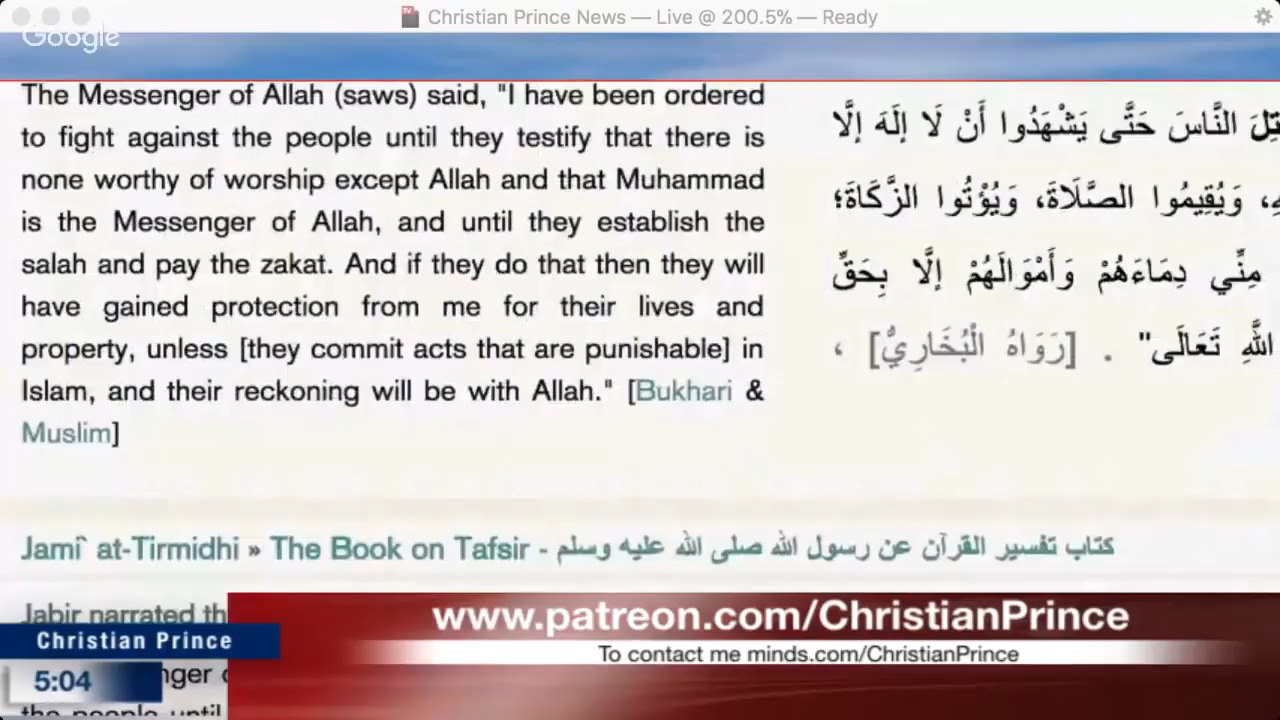 Christian Prince News — Live @ 200.5% — Ready
Google
The Messenger of Allah (saws) said, "I have been ordered
to fight against the people until they testify that there is
none worthy of worship except Allah and that Muhammad
is the Messenger of Allah, and until they establish the
salah and pay the zakat. And if they do that then they will
have gained protection from me for their lives and
property, unless [they commit acts that are punishable] in
Islam, and their reckoning will be with Allah." [Bukhari &
Muslim]
النَّاسَ حَتَّى يَشْهَدُوا أَنْ لَا إلَهَ إلَّا
وَيُقِيمُوا الصَّلَاةَ، وَيُؤْتُوا الزَّكَاةَ؛
مِنِّي دِمَاءَهُمْ وَأَمْوَالَهُمْ إلَّا بِحَقِّ
اللَّهِ تَعَالَى" . [رَوَاهُ الْبُخَارِيُّ] ،
Jami` at-Tirmidhi » The Book on Tafsir - كتاب تفسير القرآن عن رسول الله صلى الله عليه وسلم
Jabir narrated th
www.patreon.com/ChristianPrince
Christian Prince
To contact me minds.com/ChristianPrince
5:04
the people until